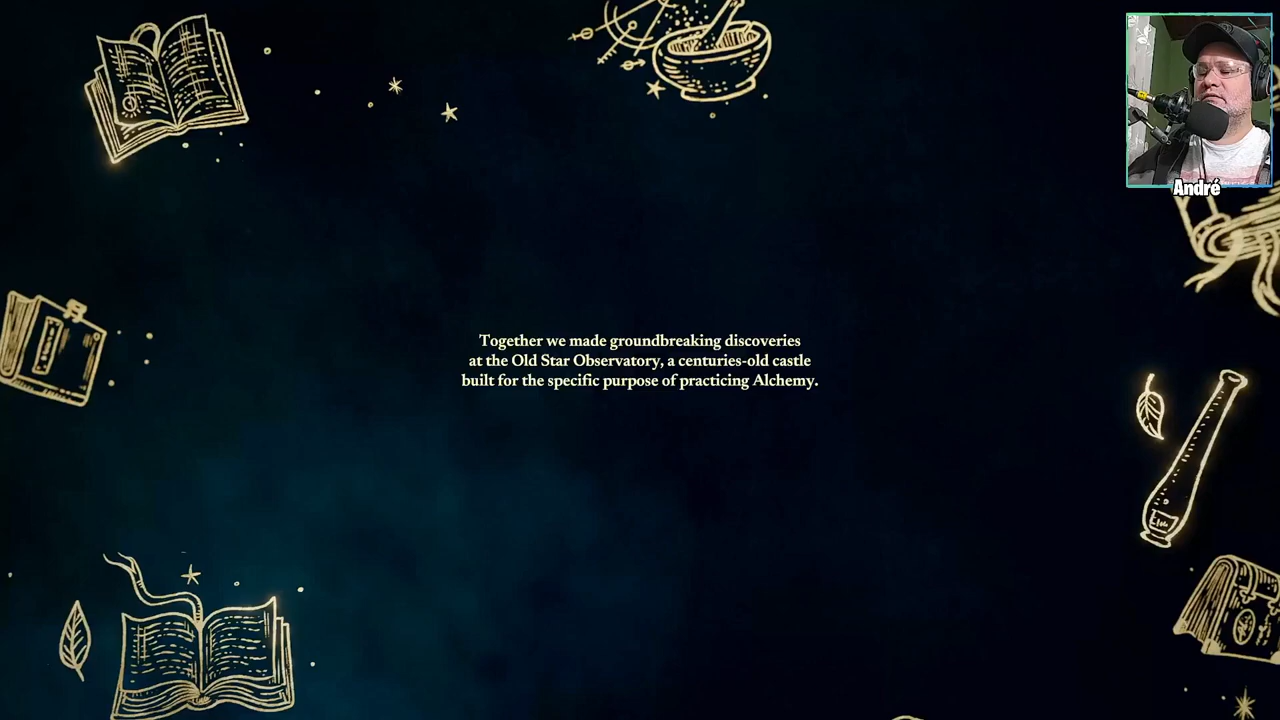 André
Together we made groundbreaking discoveries
at the Old Star Observatory, a centuries-old castle
built for the specific purpose of practicing Alchemy.